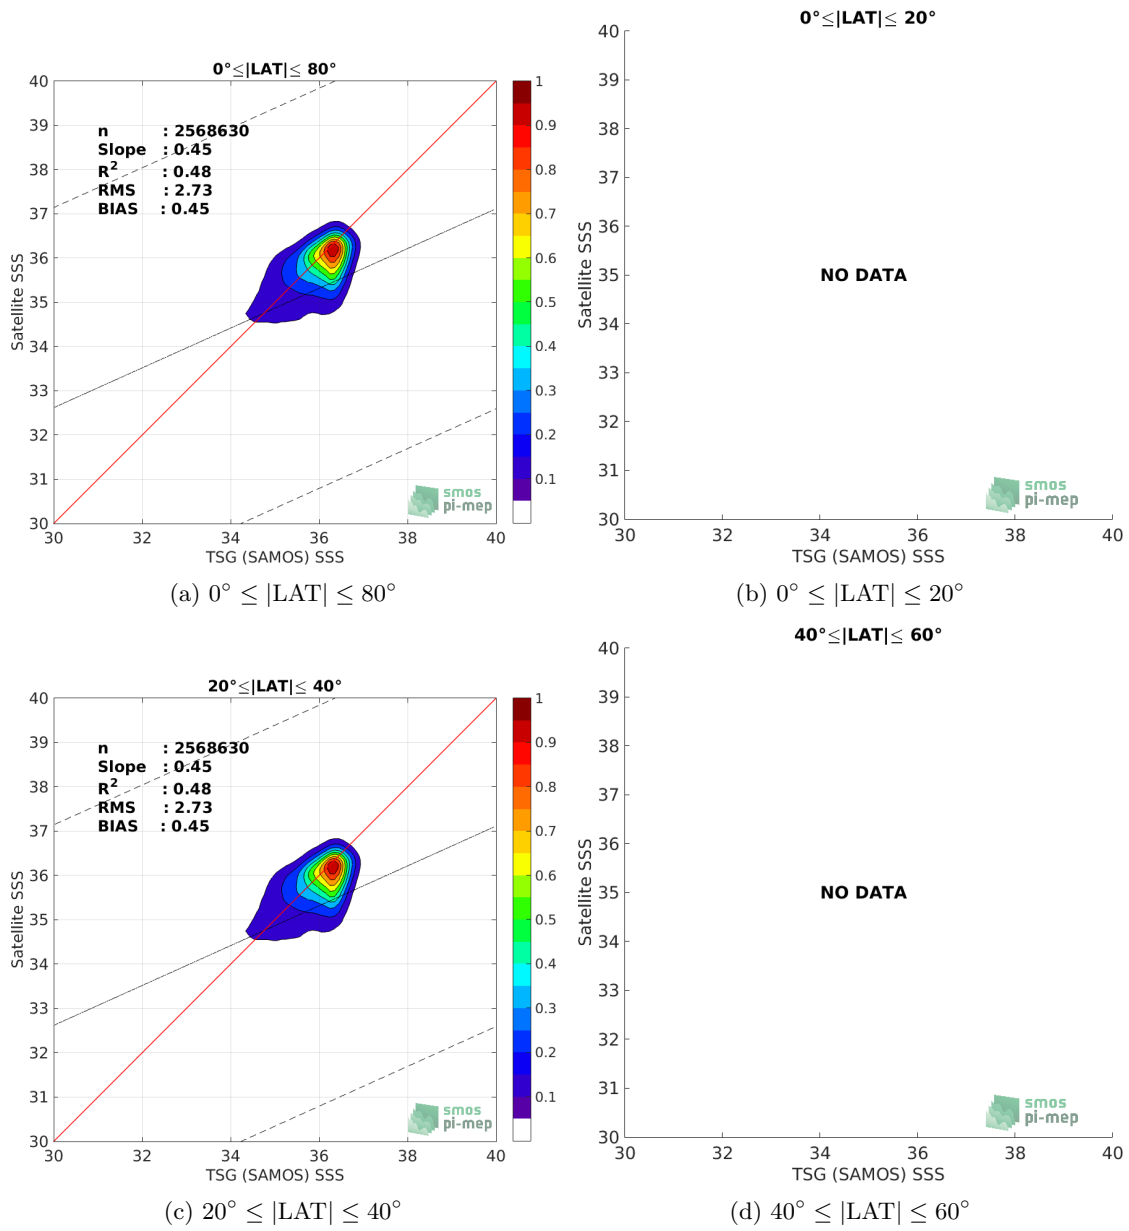 0°≤|LAT|≤ 80°
40
39
38
37
36
35
34
33
32
31
30
Satellite SSS
n : 2568630
Slope : 0.45
R² : 0.48
RMS : 2.73
BIAS : 0.45
smos
pi-mep
30 32 34 36 38 40
TSG (SAMOS) SSS
1
0.9
0.8
0.7
0.6
0.5
0.4
0.3
0.2
0.1
(a) 0° ≤ |LAT| ≤ 80°
0°≤|LAT|≤ 20°
40
39
38
37
36
35
34
33
32
31
30
Satellite SSS
NO DATA
smos
pi-mep
30 32 34 36 38 40
TSG (SAMOS) SSS
(b) 0° ≤ |LAT| ≤ 20°
20°≤|LAT|≤ 40°
40
39
38
37
36
35
34
33
32
31
30
Satellite SSS
n : 2568630
Slope : 0.45
R² : 0.48
RMS : 2.73
BIAS : 0.45
smos
pi-mep
30 32 34 36 38 40
TSG (SAMOS) SSS
1
0.9
0.8
0.7
0.6
0.5
0.4
0.3
0.2
0.1
(c) 20° ≤ |LAT| ≤ 40°
40°≤|LAT|≤ 60°
40
39
38
37
36
35
34
33
32
31
30
Satellite SSS
NO DATA
smos
pi-mep
30 32 34 36 38 40
TSG (SAMOS) SSS
(d) 40° ≤ |LAT| ≤ 60°